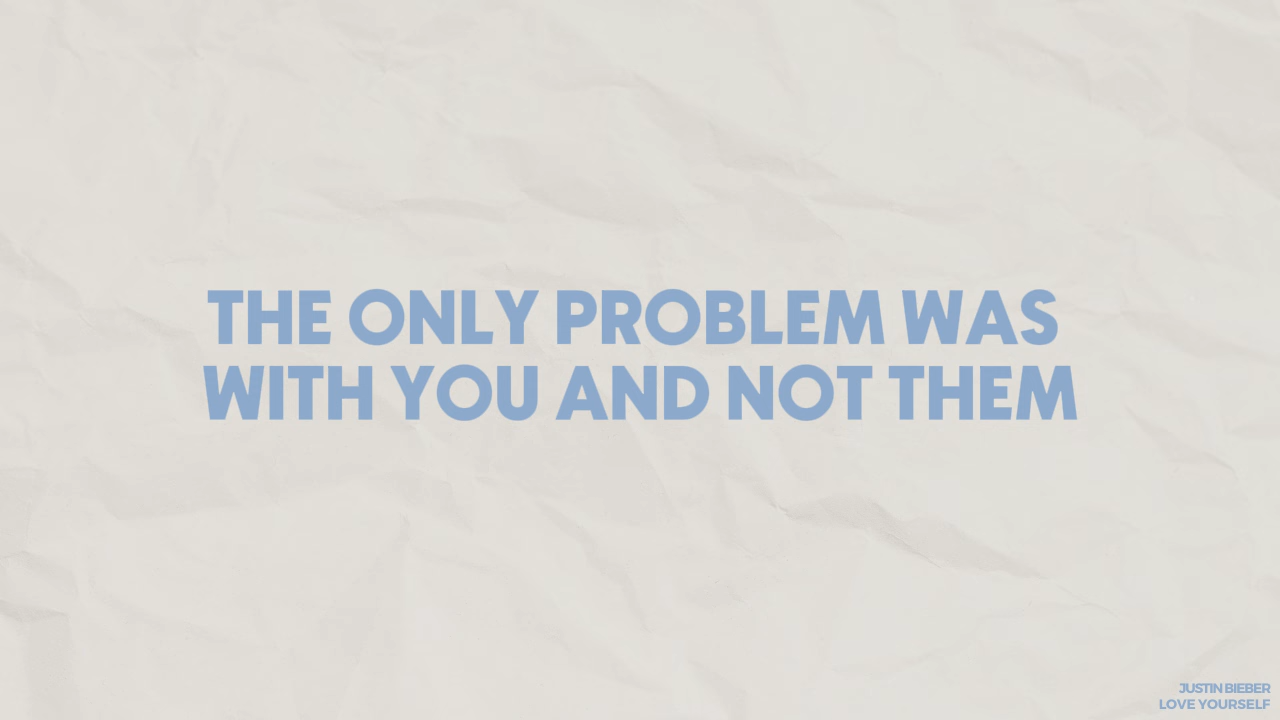 THE ONLY PROBLEM WAS
WITH YOU AND NOT THEM
JUSTIN BIEBER
LOVE YOURSELF